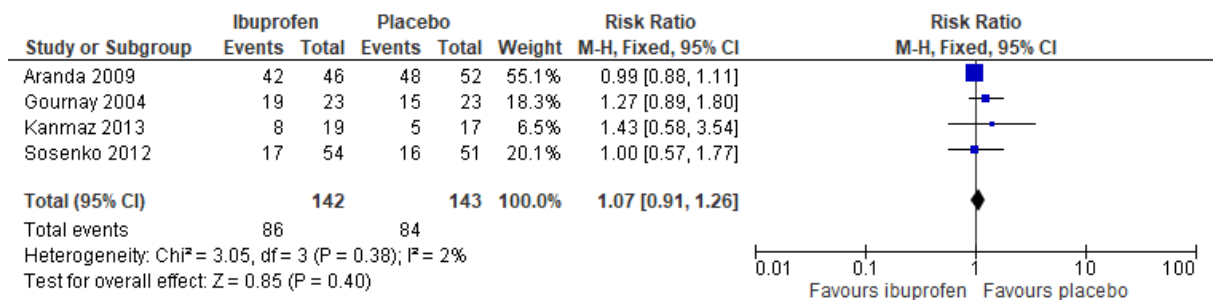 Ibuprofen Placebo Risk Ratio Risk Ratio
Study or Subgroup Events Total Events Total Weight M-H, Fixed, 95% CI M-H, Fixed, 95% CI
Aranda 2009 42 46 48 52 55.1% 0.99 [0.88, 1.11]
Gournay 2004 19 23 15 23 18.3% 1.27 [0.89, 1.80]
Kanmaz 2013 8 19 5 17 6.5% 1.43 [0.58, 3.54]
Sosenko 2012 17 54 16 51 20.1% 1.00 [0.57, 1.77]
Total (95% CI) 142 143 100.0% 1.07 [0.91, 1.26]
Total events 86 84
Heterogeneity: Chi² = 3.05, df = 3 (P = 0.38); I² = 2%
Test for overall effect: Z = 0.85 (P = 0.40)
0.01 0.1 1 10 100
Favours ibuprofen Favours placebo